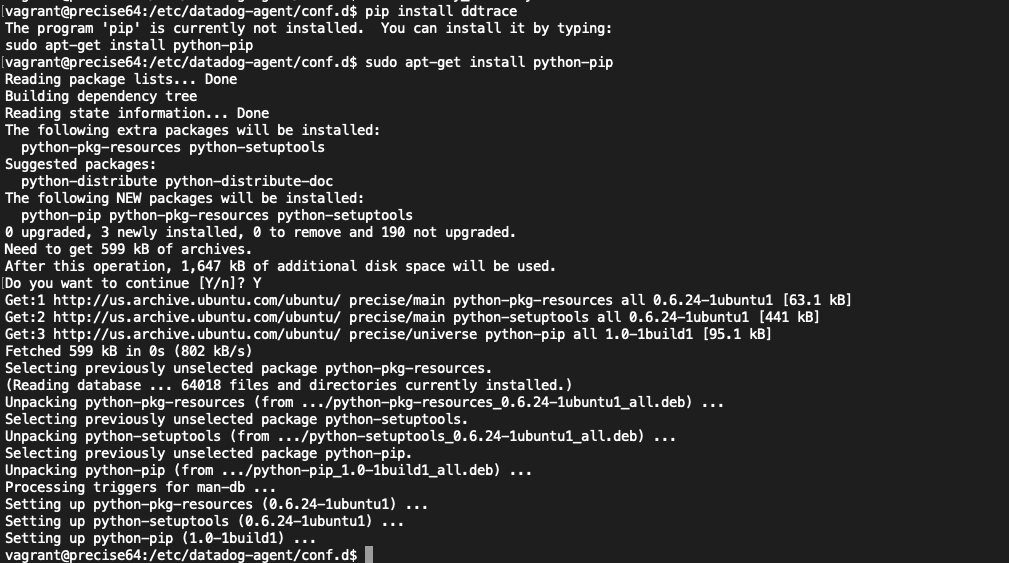 [vagrant@precise64:/etc/datadog-agent/conf.d$ pip install ddtrace
The program 'pip' is currently not installed.  You can install it by typing:
sudo apt-get install python-pip
[vagrant@precise64:/etc/datadog-agent/conf.d$ sudo apt-get install python-pip
Reading package lists... Done
Building dependency tree
Reading state information... Done
The following extra packages will be installed:
  python-pkg-resources python-setuptools
Suggested packages:
  python-distribute python-distribute-doc
The following NEW packages will be installed:
  python-pip python-pkg-resources python-setuptools
0 upgraded, 3 newly installed, 0 to remove and 190 not upgraded.
Need to get 599 kB of archives.
After this operation, 1,647 kB of additional disk space will be used.
[Do you want to continue [Y/n]? Y
Get:1 http://us.archive.ubuntu.com/ubuntu/ precise/main python-pkg-resources all 0.6.24-1ubuntu1 [63.1 kB]
Get:2 http://us.archive.ubuntu.com/ubuntu/ precise/main python-setuptools all 0.6.24-1ubuntu1 [441 kB]
Get:3 http://us.archive.ubuntu.com/ubuntu/ precise/universe python-pip all 1.0-1build1 [95.1 kB]
Fetched 599 kB in 0s (802 kB/s)
Selecting previously unselected package python-pkg-resources.
(Reading database ... 64018 files and directories currently installed.)
Unpacking python-pkg-resources (from .../python-pkg-resources_0.6.24-1ubuntu1_all.deb) ...
Selecting previously unselected package python-setuptools.
Unpacking python-setuptools (from .../python-setuptools_0.6.24-1ubuntu1_all.deb) ...
Selecting previously unselected package python-pip.
Unpacking python-pip (from .../python-pip_1.0-1build1_all.deb) ...
Processing triggers for man-db ...
Setting up python-pkg-resources (0.6.24-1ubuntu1) ...
Setting up python-setuptools (0.6.24-1ubuntu1) ...
Setting up python-pip (1.0-1build1) ...
vagrant@precise64:/etc/datadog-agent/conf.d$